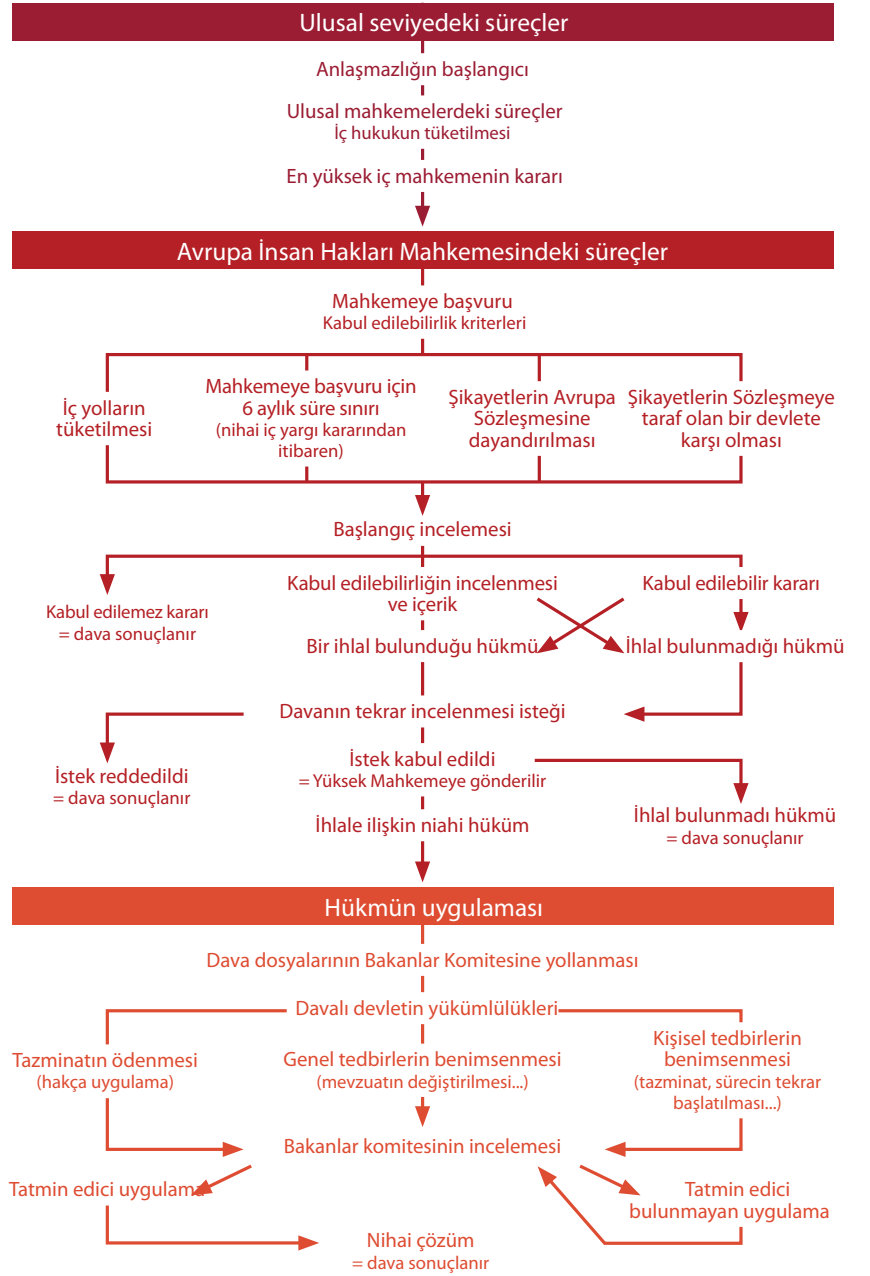 Ulusal seviyedeki süreçler
Anlaşmazlığın başlangıcı
Ulusal mahkemelerdeki süreçler
İç hukukun tüketilmesi
En yüksek iç mahkemenin kararı
Avrupa İnsan Hakları Mahkemesindeki süreçler
Mahkemeye başvuru
Kabul edilebilirlik kriterleri
İç yolların
tüketilmesi
Mahkemeye başvuru için
6 aylık süre sınırı
(nihai iç yargı kararından
itibaren)
Şikayetlerin Avrupa
Sözleşmesine
dayandırılması
Şikayetlerin Sözleşmeye
taraf olan bir devlete
karşı olması
Başlangıç incelemesi
Kabul edilemez kararı
= dava sonuçlanır
Kabul edilebilirliğin incelenmesi
ve içerik
Kabul edilebilir kararı
Bir ihlal bulunduğu hükmü
İhlal bulunmadığı hükmü
Davanın tekrar incelenmesi isteği
İstek reddedildi
= dava sonuçlanır
İstek kabul edildi
= Yüksek Mahkemeye gönderilir
İhlal bulunmadı hükmü
= dava sonuçlanır
İhlale ilişkin niahi hüküm
Hükmün uygulaması
Dava dosyalarının Bakanlar Komitesine yollanması
Davalı devletin yükümlülükleri
Tazminatın ödenmesi
(hakça uygulama)
Genel tedbirlerin benimsenmesi
(mevzuatın değiştirilmesi...)
Kişisel tedbirlerin
benimsenmesi
(tazminat, sürecin tekrar
başlatılması...)
Bakanlar komitesinin incelemesi
Tatmin edici uygulama
Tatmin edici
bulunmayan uygulama
Nihai çözüm
= dava sonuçlanır